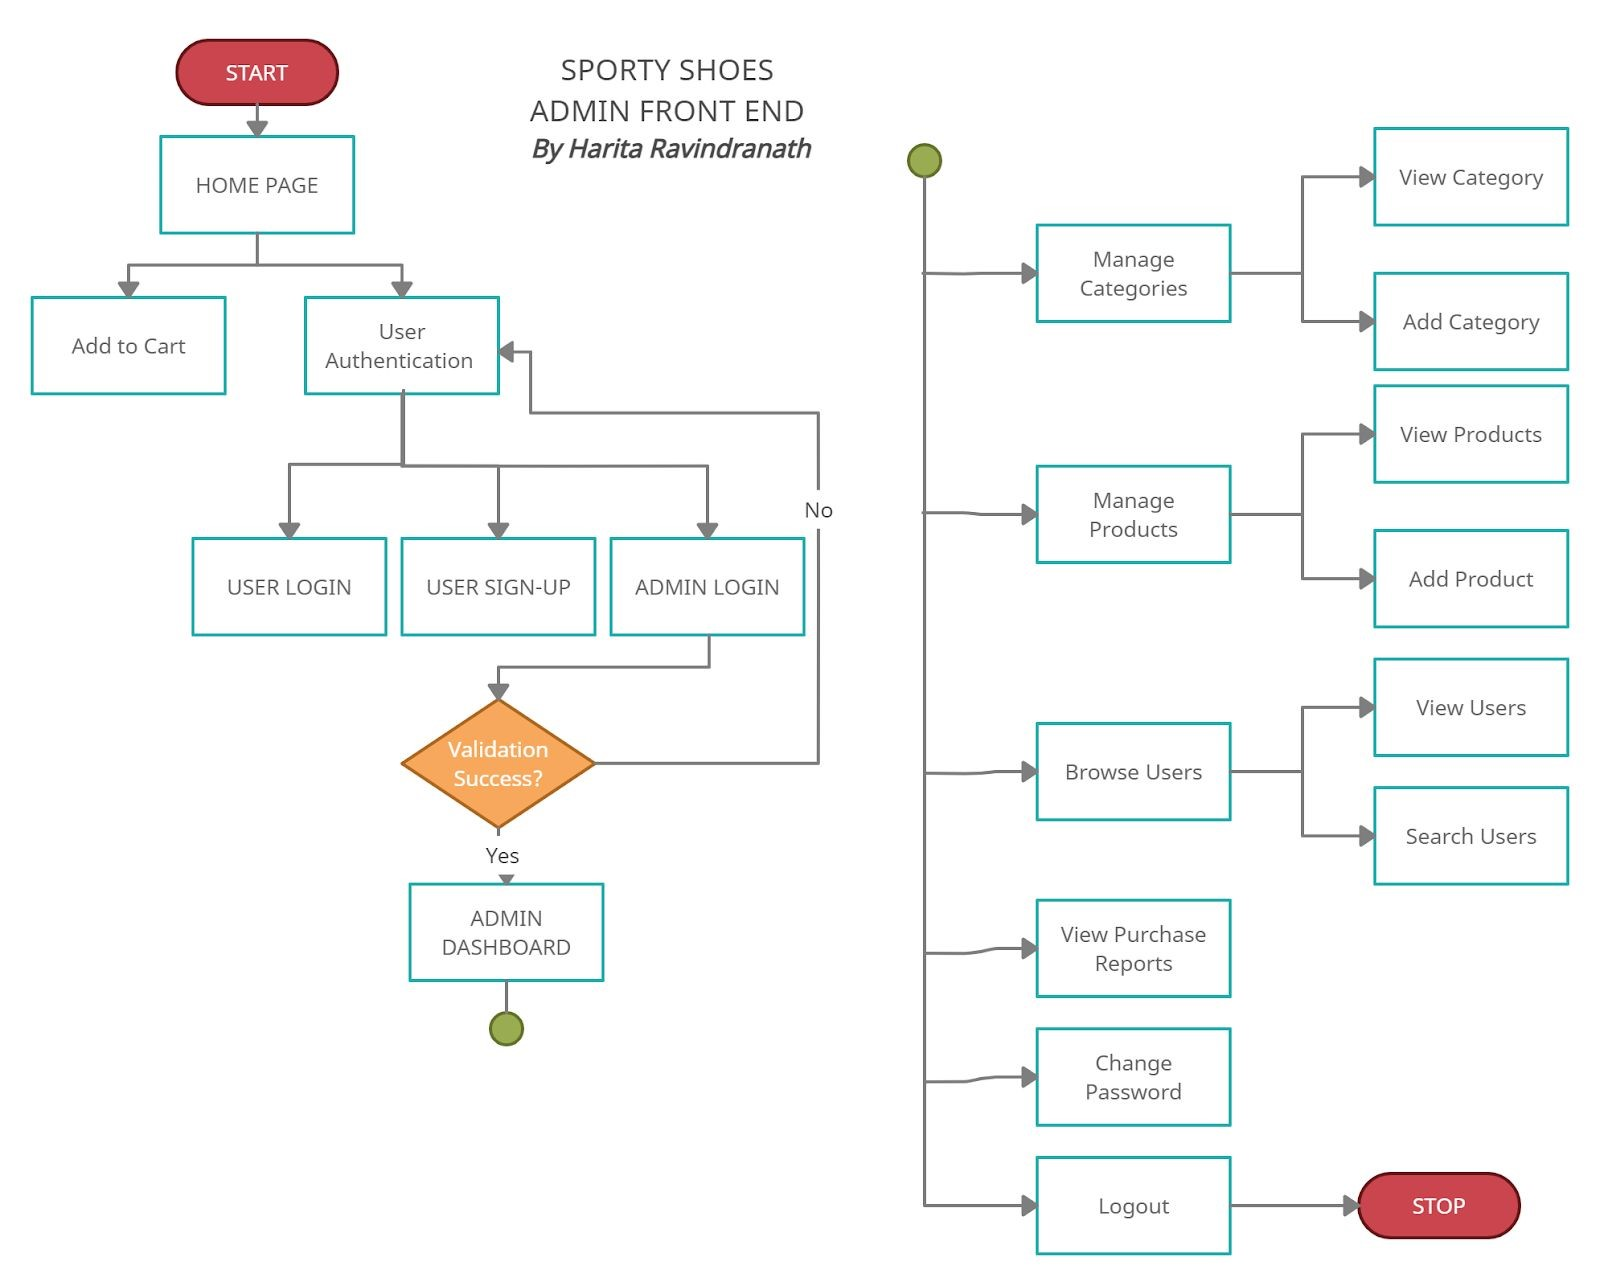 START
SPORTY SHOES
ADMIN FRONT END
By Harita Ravindranath
HOME PAGE
Add to Cart
User
Authentication
No
USER LOGIN
USER SIGN-UP
ADMIN LOGIN
Validation
Success?
Yes
ADMIN
DASHBOARD
Manage
Categories
View Category
Add Category
Manage
Products
View Products
Add Product
Browse Users
View Users
Search Users
View Purchase
Reports
Change
Password
Logout
STOP